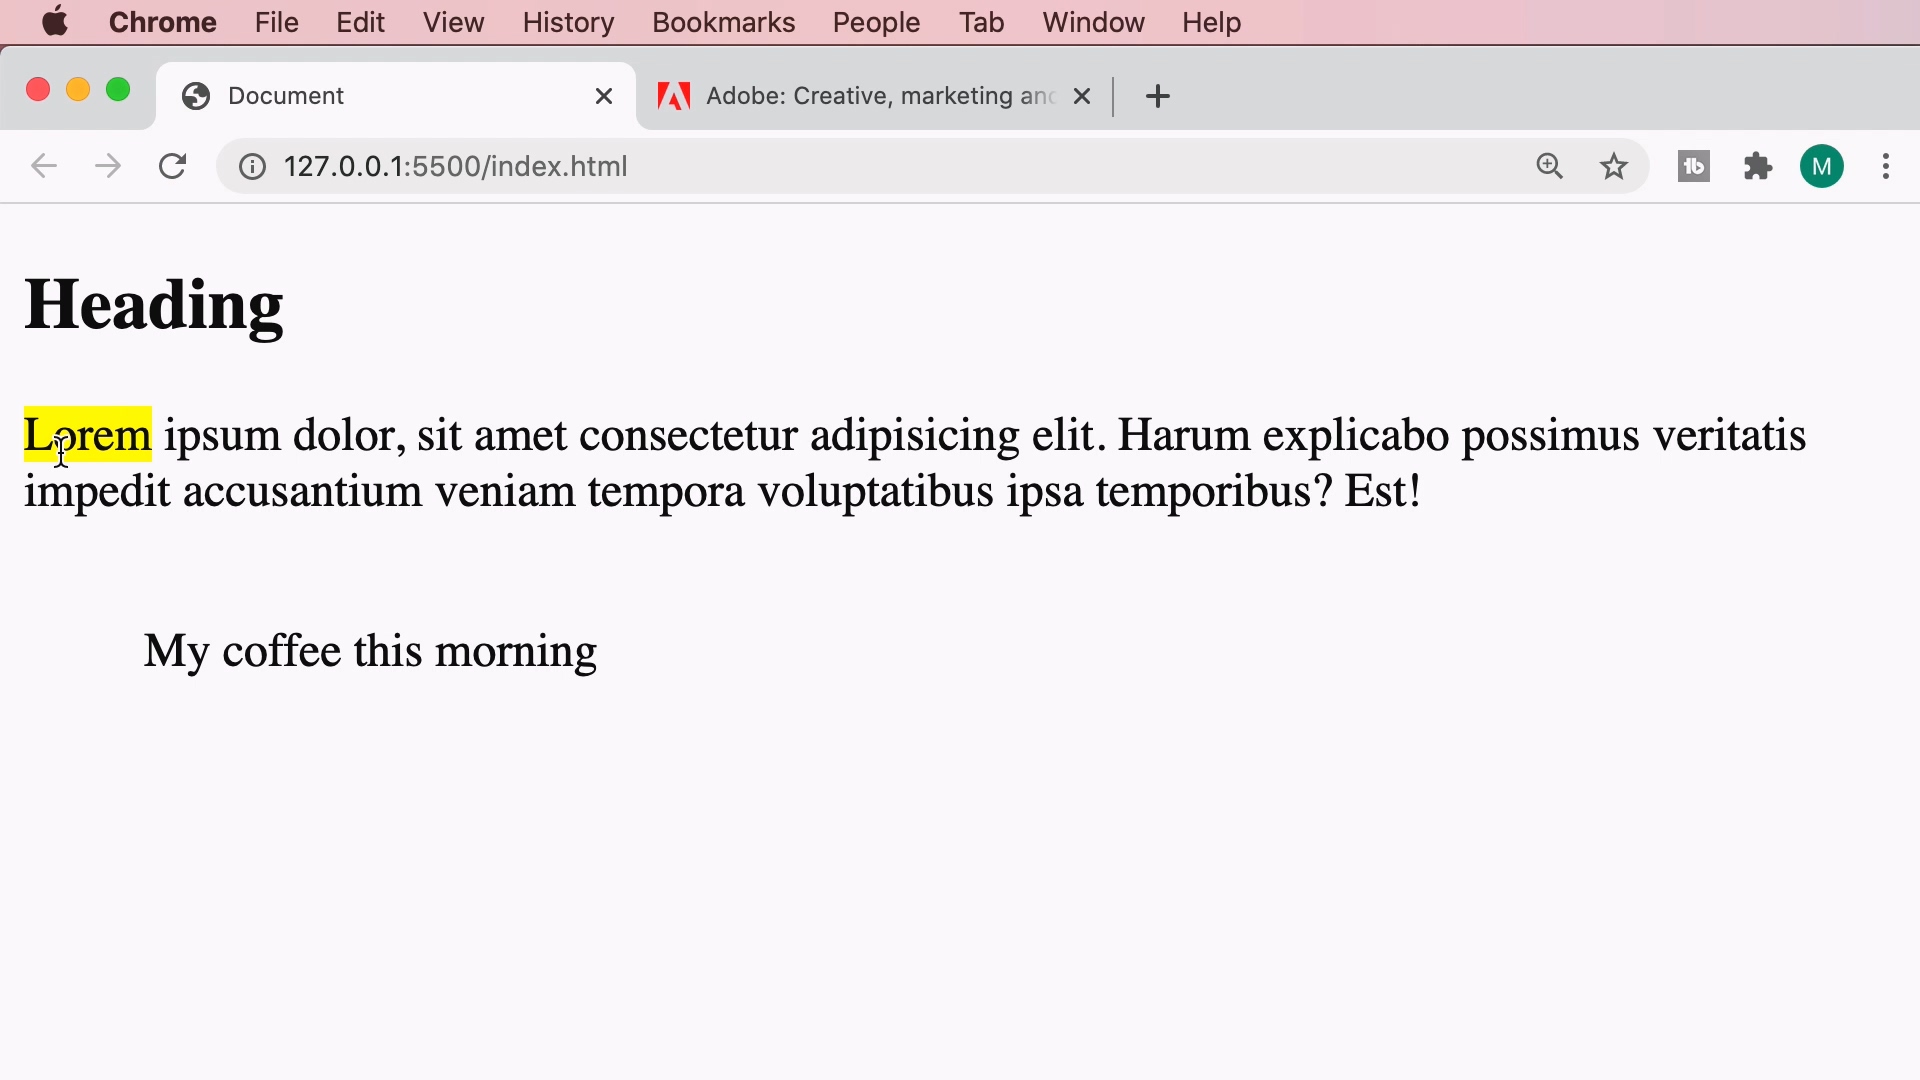 Chrome File Edit View History Bookmarks People Tab Window Help
Document
Adobe: Creative, marketing and
127.0.0.1:5500/index.html
M
Heading
Lorem ipsum dolor, sit amet consectetur adipisicing elit. Harum explicabo possimus veritatis
impedit accusantium veniam tempora voluptatibus ipsa temporibus? Est!
My coffee this morning